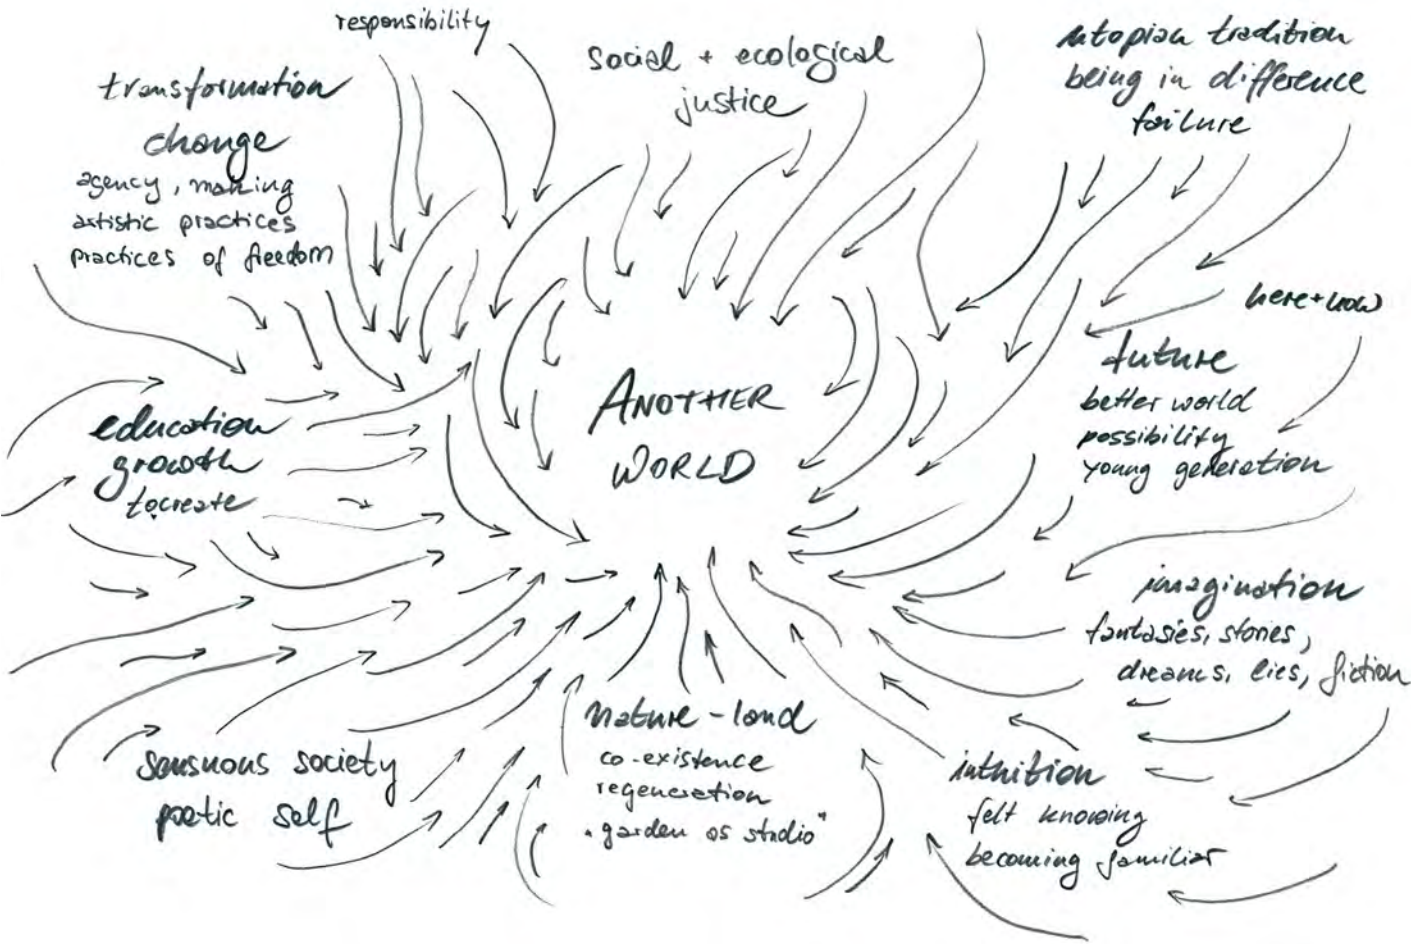 responsibility
transformation
change
agency, making
artistic practices
practices of freedom
social + ecological
justice
utopian tradition
being in difference
failure
here+now
future
better world
possibility
young generation
ANOTHER
WORLD
education
growth
to create
imagination
fantasies, stories,
dreams, lies, fiction
sensuous society
poetic self
nature - land
co-existence
regeneration
„garden as studio"
intuition
felt knowing
becoming familiar